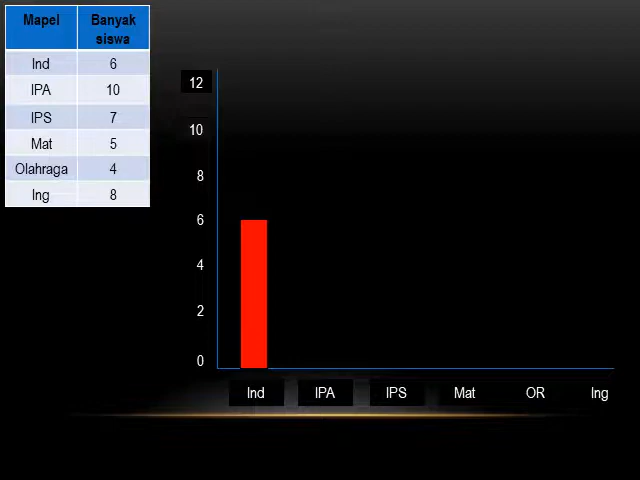 Mapel Banyak
siswa
Ind 6
IPA 10
IPS 7
Mat 5
Olahraga 4
Ing 8
12
10
8
6
4
2
0
Ind IPA IPS Mat OR Ing